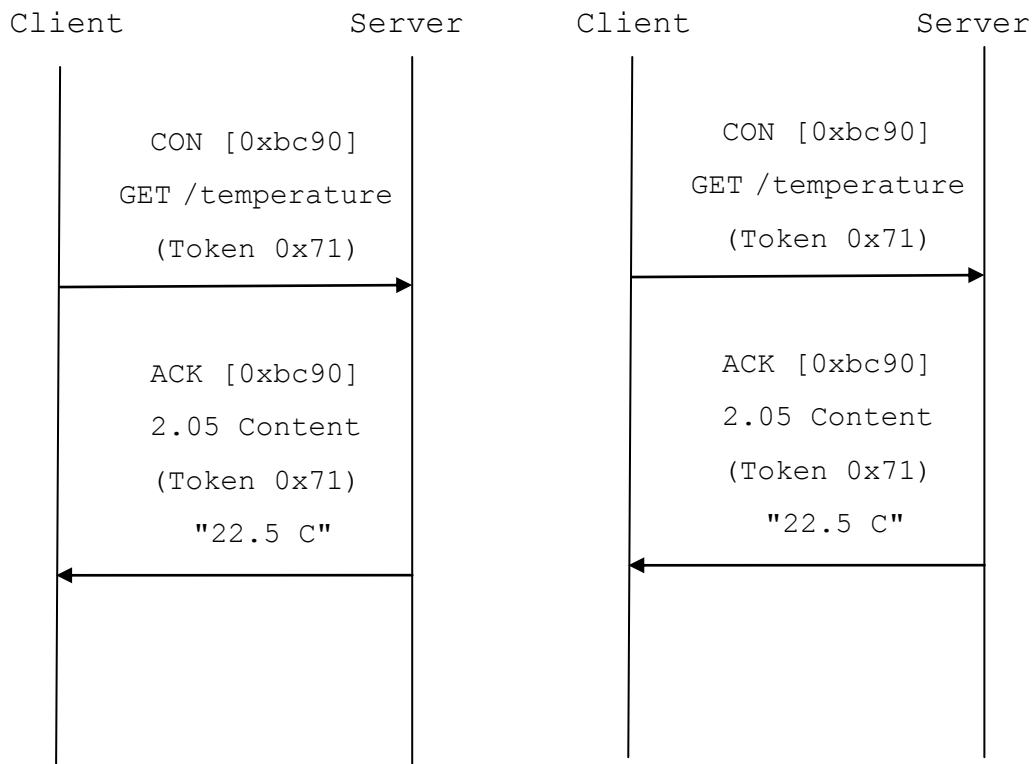 Client Server
CON [0xbc90]
GET /temperature
(Token 0x71)
ACK [0xbc90]
2.05 Content
(Token 0x71)
"22.5 C"
Client Server
CON [0xbc90]
GET /temperature
(Token 0x71)
ACK [0xbc90]
2.05 Content
(Token 0x71)
"22.5 C"